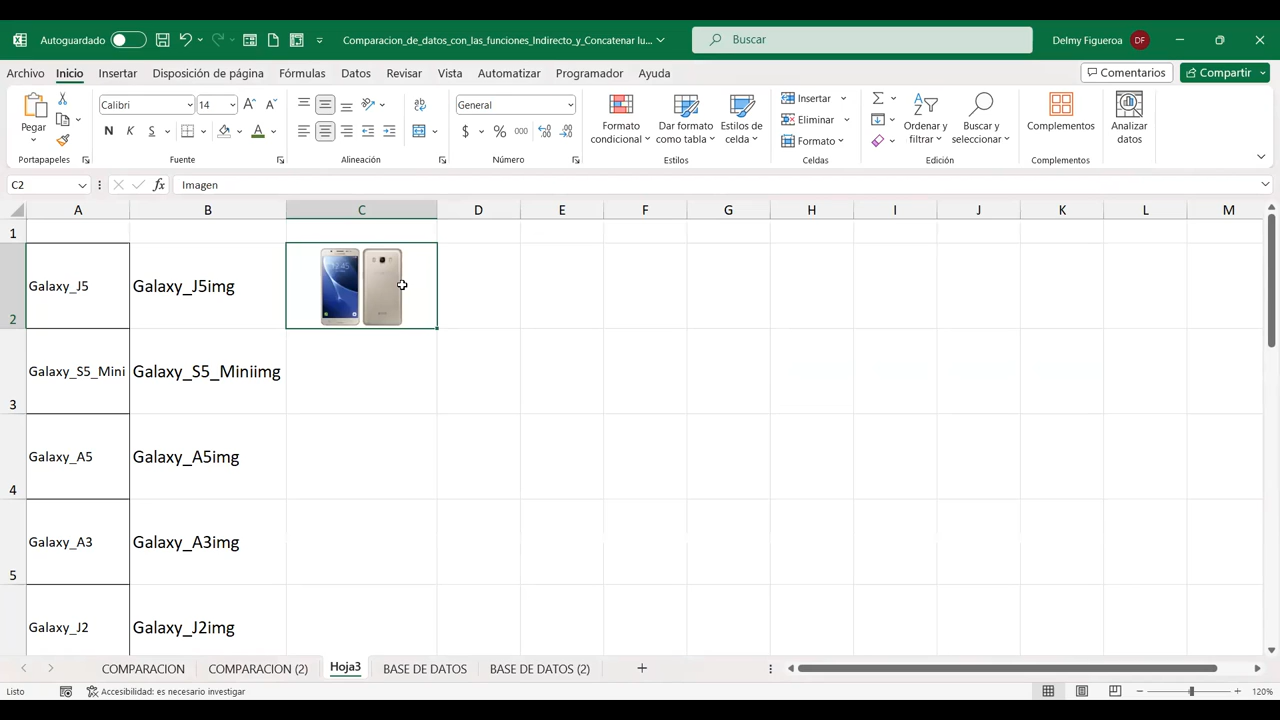 Autoguardado
Comparacion_de_datos_con_las_funciones_Indirecto_y_Concatenar lu...
Buscar
Delmy Figueroa DF
Archivo Inicio Insertar Disposición de página Fórmulas Datos Revisar Vista Automatizar Programador Ayuda
Comentarios Compartir
Pegar
Portapapeles
Calibri 14
N K S
Fuente
Alineación
General
$ % 000
Número
Formato condicional
Dar formato como tabla
Estilos de celda
Estilos
Insertar
Eliminar
Formato
Celdas
Ordenar y filtrar
Buscar y seleccionar
Edición
Complementos
Complementos
Analizar datos
C2 fx Imagen
A B C D E F G H I J K L M
1
2 Galaxy_J5 Galaxy_J5img
3 Galaxy_S5_Mini Galaxy_S5_Miniimg
4 Galaxy_A5 Galaxy_A5img
5 Galaxy_A3 Galaxy_A3img
Galaxy_J2 Galaxy_J2img
COMPARACION COMPARACION (2) Hoja3 BASE DE DATOS BASE DE DATOS (2)
Listo Accesibilidad: es necesario investigar 120%